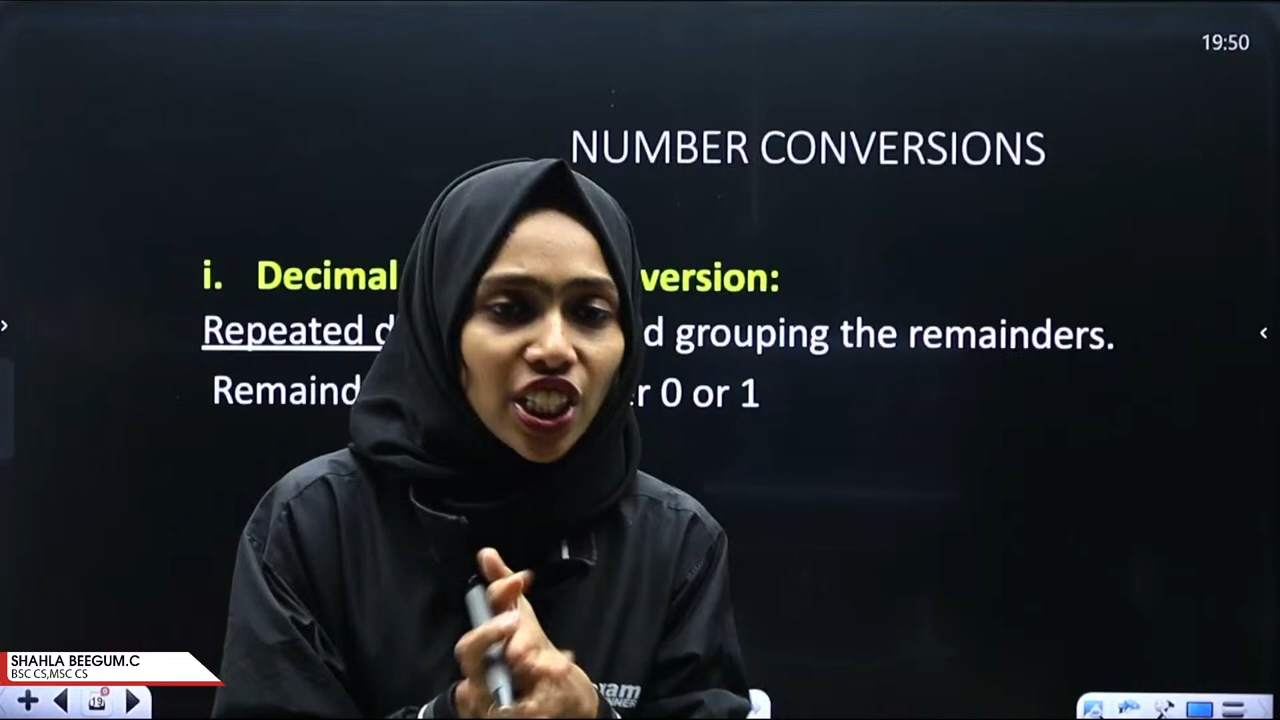 19:50
NUMBER CONVERSIONS
i. Decimal version:
Repeated d d grouping the remainders.
Remaind r 0 or 1
SHAHLA BEEGUM.C
BSC CS,MSC CS
19